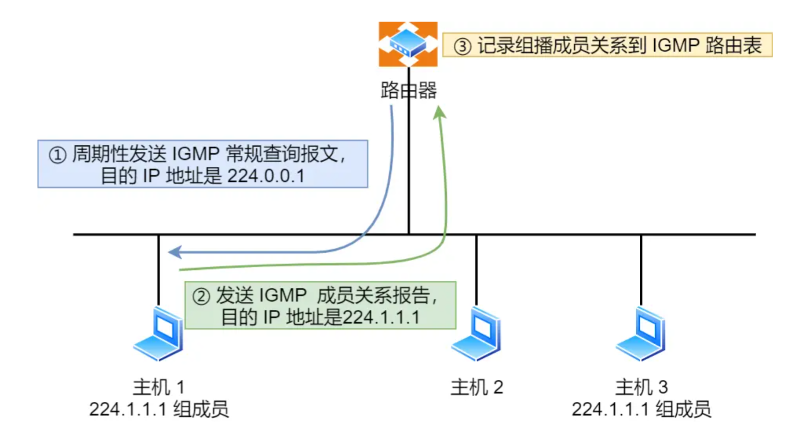 ③ 记录组播成员关系到 IGMP 路由表
路由器
① 周期性发送 IGMP 常规查询报文，
目的 IP 地址是 224.0.0.1
② 发送 IGMP 成员关系报告，
目的 IP 地址是224.1.1.1
主机 1
224.1.1.1 组成员
主机 2
主机 3
224.1.1.1 组成员